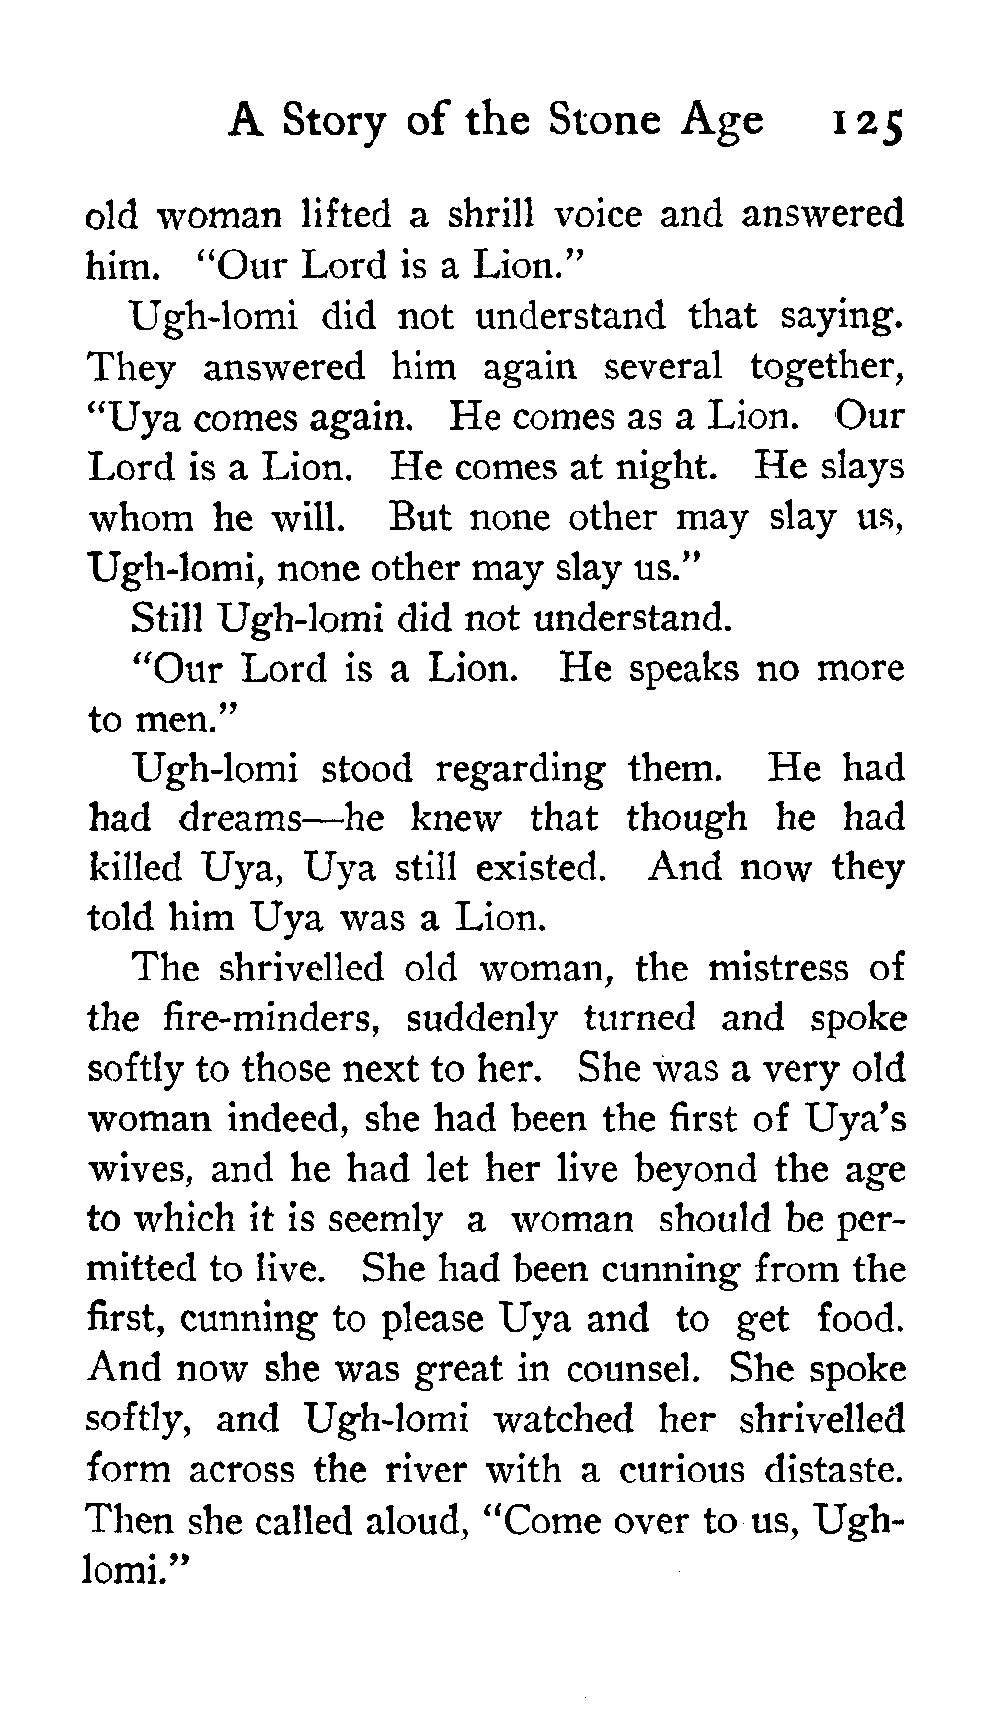 A Story of the Stone Age 125
old woman lifted a shrill voice and answered
him. “Our Lord is a Lion.”
Ugh-lomi did not understand that saying.
They answered him again several together,
“Uya comes again. He comes as a Lion. Our
Lord is a Lion. He comes at night. He slays
whom he will. But none other may slay us,
Ugh-lomi, none other may slay us.”
Still Ugh-lomi did not understand.
“Our Lord is a Lion. He speaks no more
to men.”
Ugh-lomi stood regarding them. He had
had dreams—he knew that though he had
killed Uya, Uya still existed. And now they
told him Uya was a Lion.
The shrivelled old woman, the mistress of
the fire-minders, suddenly turned and spoke
softly to those next to her. She was a very old
woman indeed, she had been the first of Uya’s
wives, and he had let her live beyond the age
to which it is seemly a woman should be per-
mitted to live. She had been cunning from the
first, cunning to please Uya and to get food.
And now she was great in counsel. She spoke
softly, and Ugh-lomi watched her shrivelled
form across the river with a curious distaste.
Then she called aloud, “Come over to us, Ugh-
lomi.”